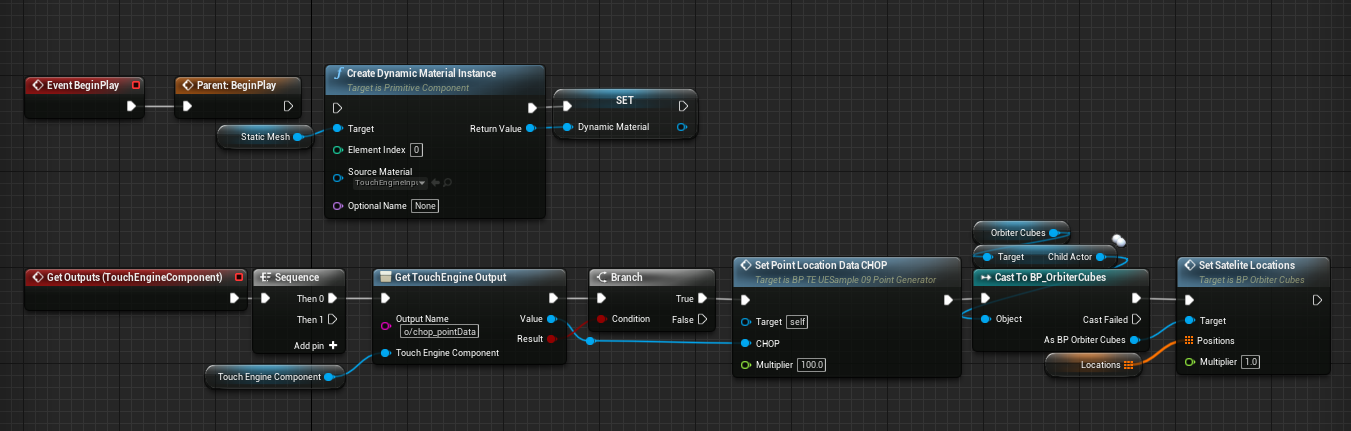 Event BeginPlay
Parent: BeginPlay
Static Mesh
Create Dynamic Material Instance
Target is Primitive Component
Target
Return Value
Element Index 0
Source Material
TouchEngineInpu
Optional Name None
SET
Dynamic Material
Get Outputs (TouchEngineComponent)
Sequence
Then 0
Then 1
Add pin
Touch Engine Component
Get TouchEngine Output
Output Name
o/chop_pointData
Value
Result
Touch Engine Component
Branch
True
Condition
False
Set Point Location Data CHOP
Target is BP TE UESample 09 Point Generator
Target self
CHOP
Multiplier 100.0
Orbiter Cubes
Target Child Actor
Cast To BP_OrbiterCubes
Object
Cast Failed
As BP Orbiter Cubes
Locations
Set Satelite Locations
Target is BP Orbiter Cubes
Target
Positions
Multiplier 1.0